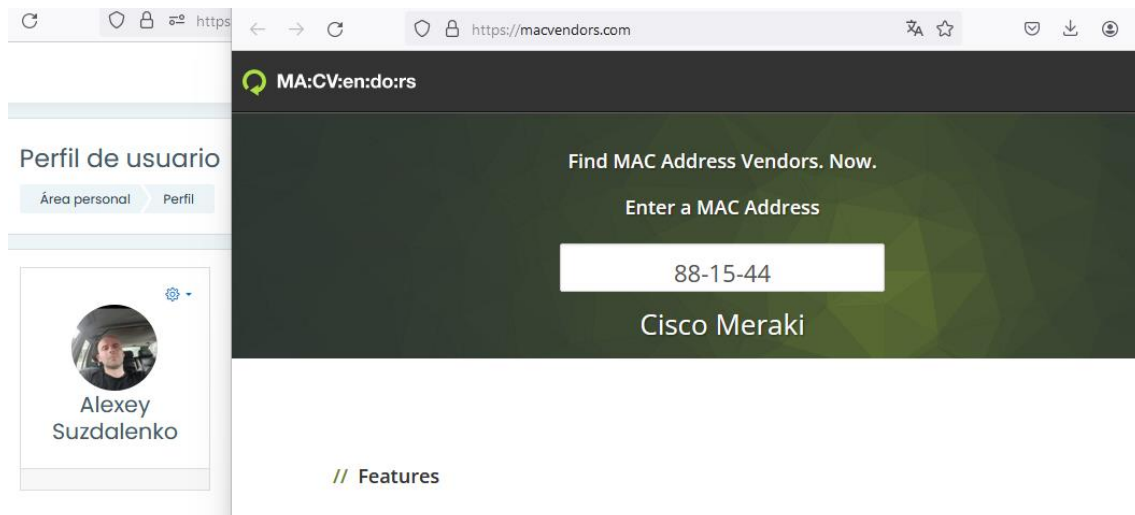 https
https://macvendors.com
MA:CV:en:do:rs
Perfil de usuario
Área personal
Perfil
Alexey
Suzdalenko
Find MAC Address Vendors. Now.
Enter a MAC Address
88-15-44
Cisco Meraki
// Features